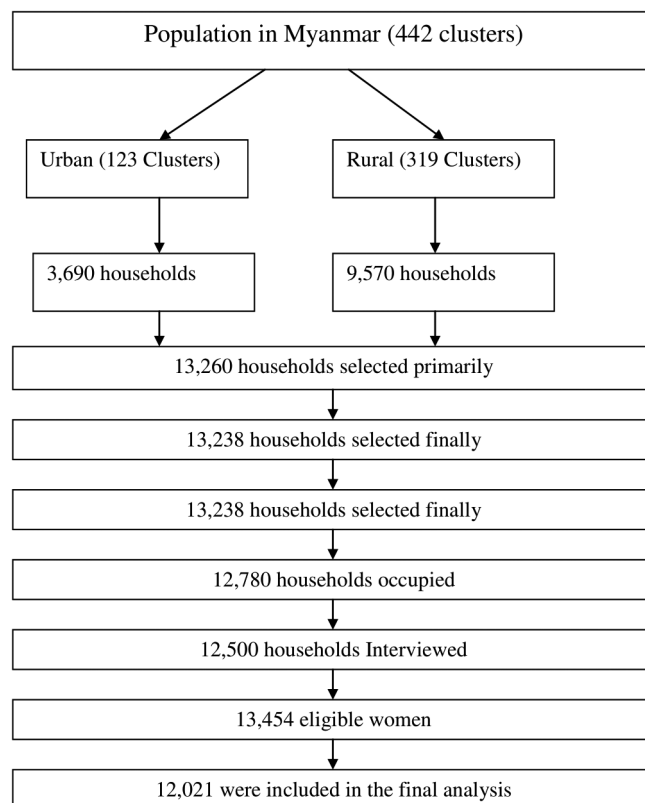 Population in Myanmar (442 clusters)
Urban (123 Clusters)
Rural (319 Clusters)
3,690 households
9,570 households
13,260 households selected primarily
13,238 households selected finally
13,238 households selected finally
12,780 households occupied
12,500 households Interviewed
13,454 eligible women
12,021 were included in the final analysis